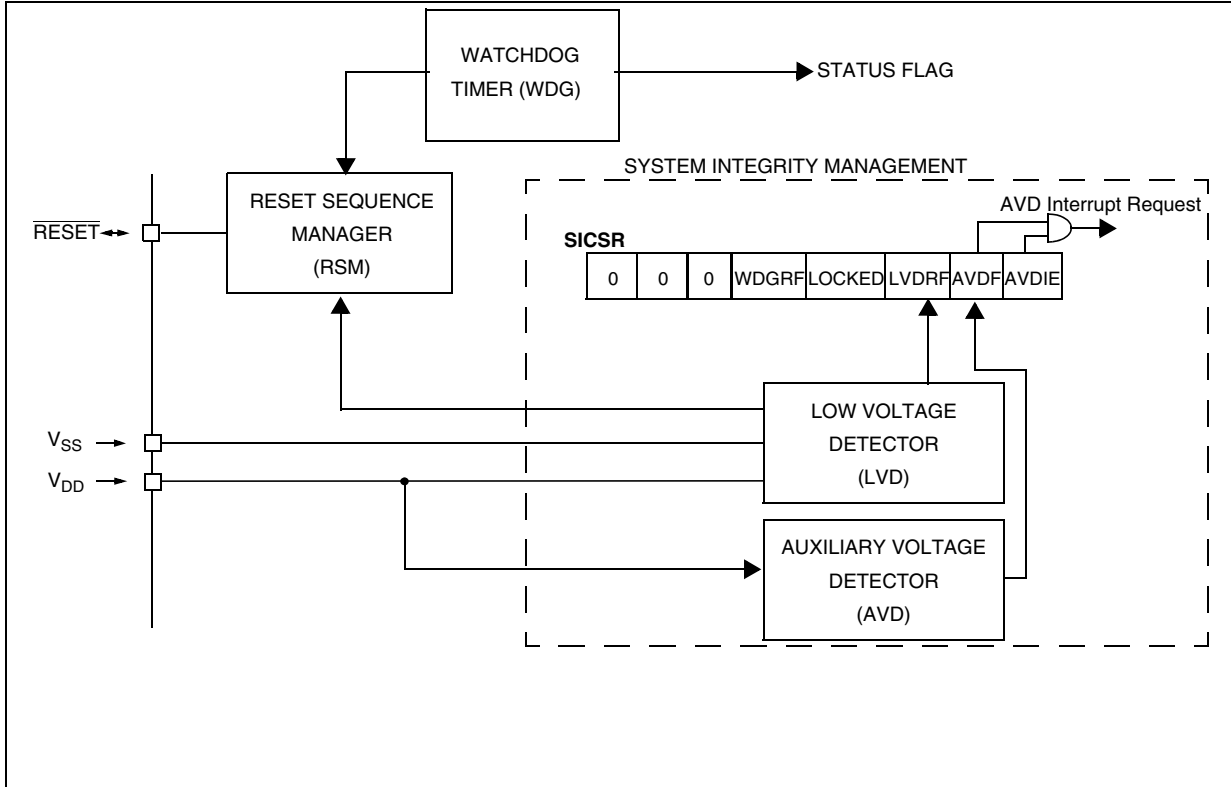 WATCHDOG
TIMER (WDG)
STATUS FLAG
SYSTEM INTEGRITY MANAGEMENT
RESET SEQUENCE
MANAGER
(RSM)
RESET
AVD Interrupt Request
SICSR
0 0 0 WDGRF LOCKED LVDRF AVDF AVDIE
LOW VOLTAGE
DETECTOR
(LVD)
VSS
VDD
AUXILIARY VOLTAGE
DETECTOR
(AVD)